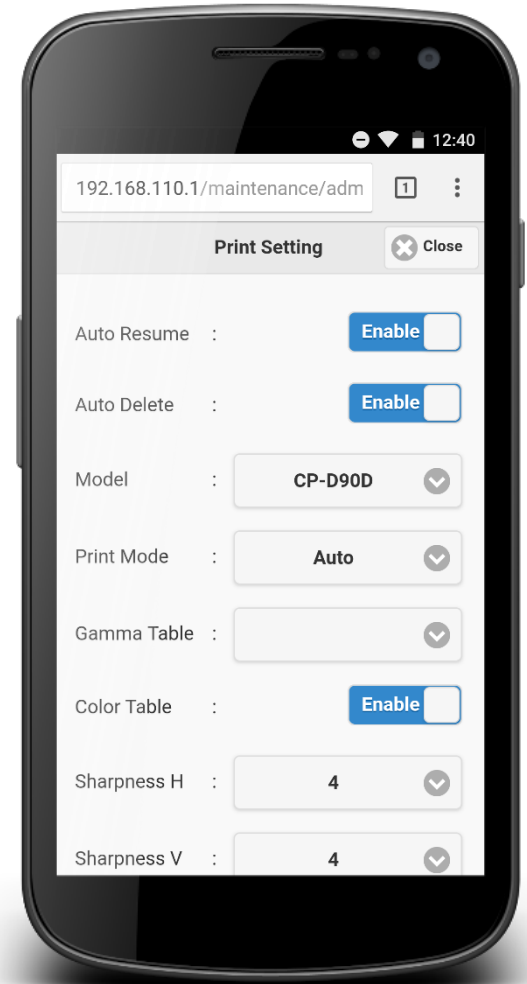 12:40
192.168.110.1/maintenance/adm
1
Print Setting
Close
Auto Resume : Enable
Auto Delete : Enable
Model : CP-D90D
Print Mode : Auto
Gamma Table :
Color Table : Enable
Sharpness H : 4
Sharpness V : 4